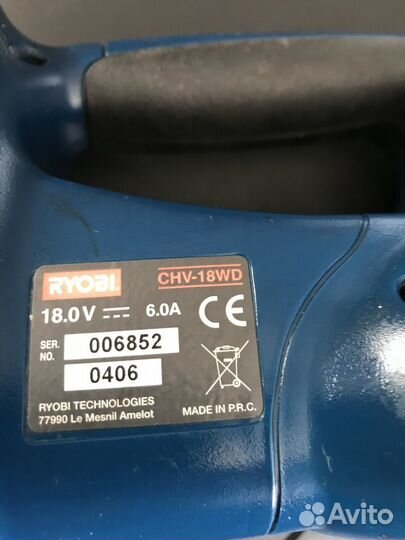 RYOBI
CHV-18WD
18.0V 6.0A CE
SER. NO. 006852
0406
RYOBI TECHNOLOGIES
77990 Le Mesnil Amelot
MADE IN P.R.C.
Avito